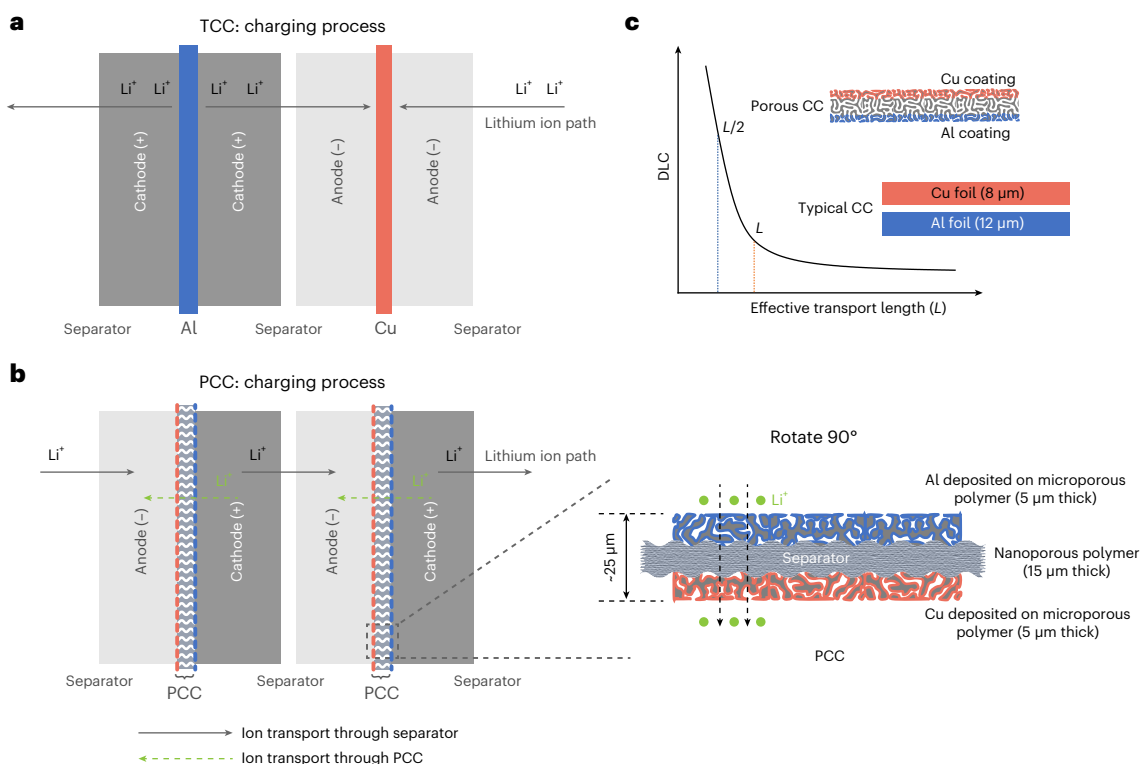 a
TCC: charging process
Li⁺ Li⁺
Li⁺ Li⁺
Li⁺ Li⁺
Lithium ion path
Cathode (+)
Cathode (+)
Anode (−)
Anode (−)
Separator
Al
Separator
Cu
Separator
b
PCC: charging process
Li⁺
Li⁺
Li⁺
Lithium ion path
Li⁺
Li⁺
Anode (−)
Cathode (+)
Anode (−)
Cathode (+)
Separator
PCC
Separator
PCC
Separator
Ion transport through separator
Ion transport through PCC
Rotate 90°
Al deposited on microporous
polymer (5 µm thick)
Li⁺
~25 µm
Separator
Nanoporous polymer
(15 µm thick)
Cu deposited on microporous
polymer (5 µm thick)
PCC
c
DLC
L/2
L
Effective transport length (L)
Porous CC
Cu coating
Al coating
Typical CC
Cu foil (8 µm)
Al foil (12 µm)